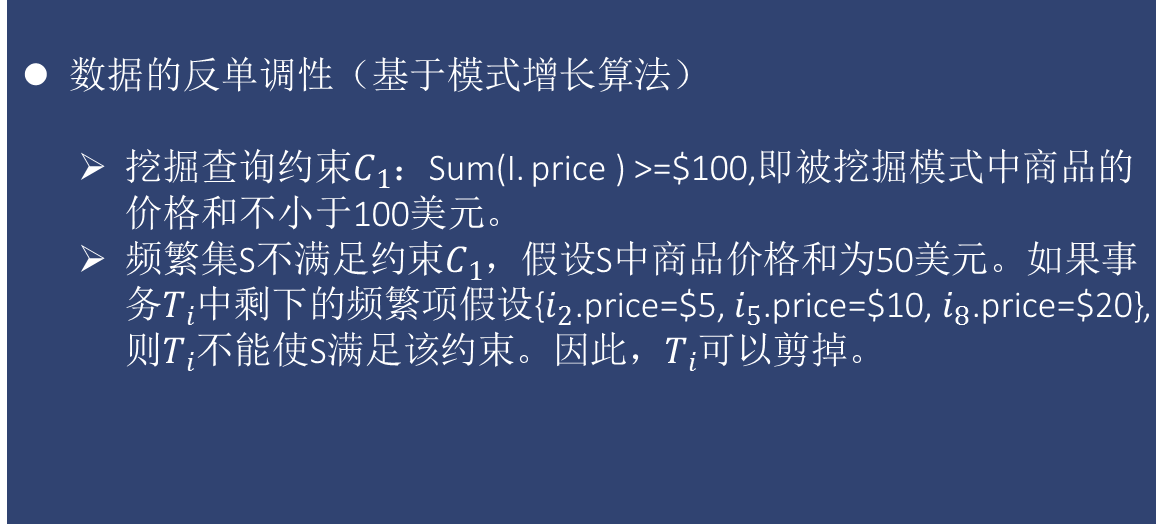 ● 数据的反单调性（基于模式增长算法）
➢ 挖掘查询约束𝐶₁：Sum(I. price ) >=$100,即被挖掘模式中商品的
价格和不小于100美元。
➢ 频繁集S不满足约束𝐶₁，假设S中商品价格和为50美元。如果事
务𝑇ᵢ中剩下的频繁项假设{𝑖₂.price=$5, 𝑖₅.price=$10, 𝑖₈.price=$20},
则𝑇ᵢ不能使S满足该约束。因此，𝑇ᵢ可以剪掉。